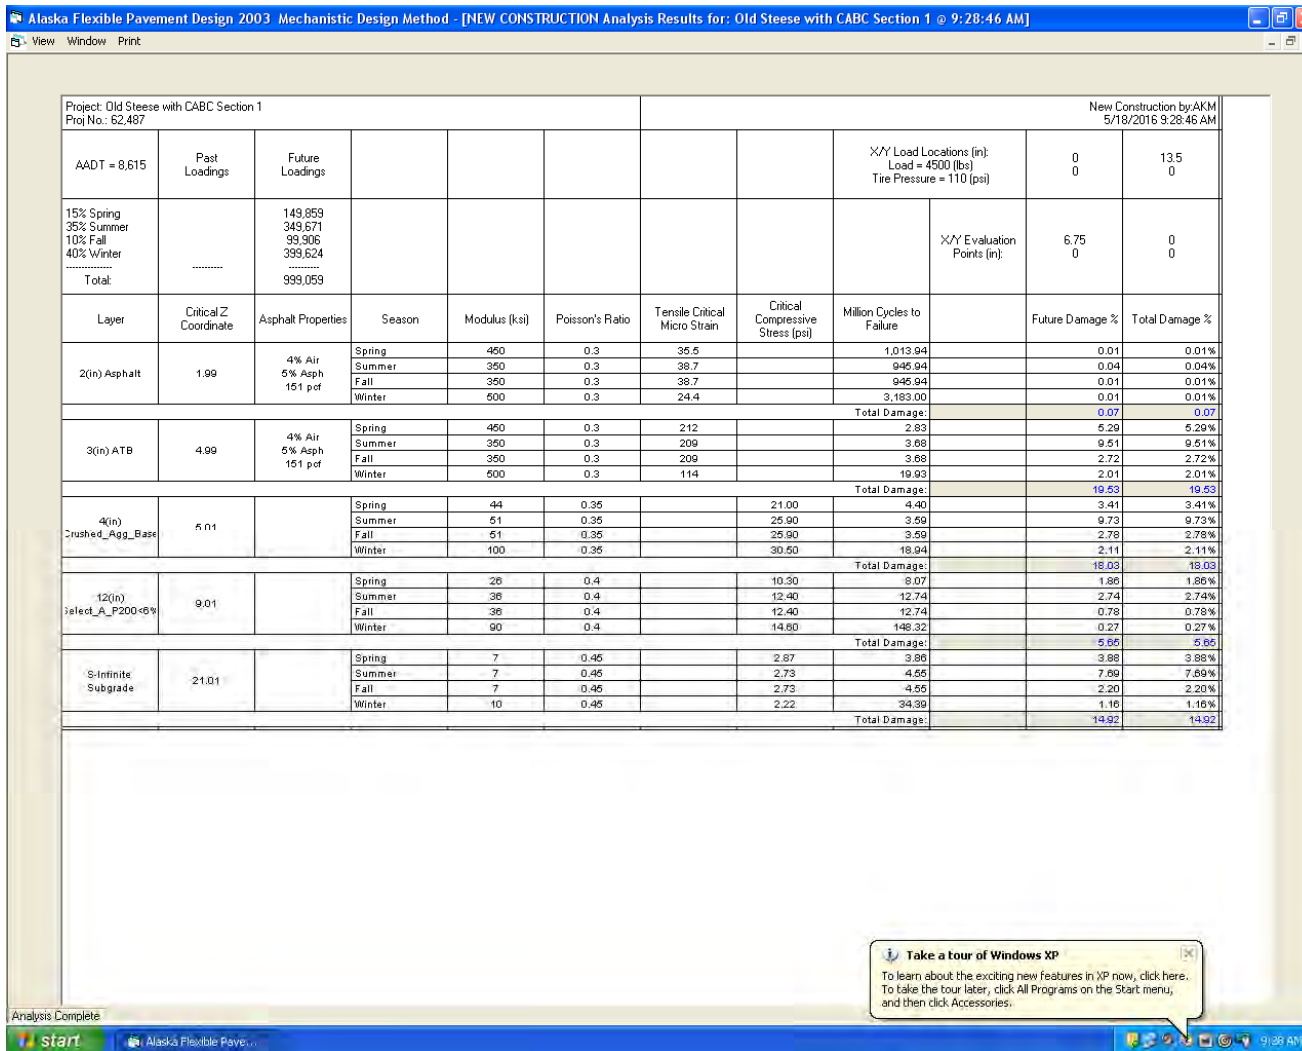 Alaska Flexible Pavement Design 2003 Mechanistic Design Method - [NEW CONSTRUCTION Analysis Results for: Old Steese with CABC Section 1 @ 9:28:46 AM]
View Window Print
Project: Old Steese with CABC Section 1
Proj No.: 62,487
New Construction by:AKM
5/18/2016 9:28:46 AM
AADT = 8,615 Past Loadings Future Loadings X/Y Load Locations (in): Load = 4500 (lbs) Tire Pressure = 110 (psi) 0 0 13.5 0
15% Spring 149,859
35% Summer 349,671
10% Fall 99,906
40% Winter 399,624
X/Y Evaluation Points (in): 6.75 0 0 0
--------------- ---------- ----------
Total: 999,059
Layer Critical Z Coordinate Asphalt Properties Season Modulus (ksi) Poisson's Ratio Tensile Critical Micro Strain Critical Compressive Stress (psi) Million Cycles to Failure Future Damage % Total Damage %
2(in) Asphalt 1.99 4% Air 5% Asph 151 pcf
Spring 450 0.3 35.5 1,013.94 0.01 0.01%
Summer 350 0.3 38.7 945.94 0.04 0.04%
Fall 350 0.3 38.7 945.94 0.01 0.01%
Winter 500 0.3 24.4 3,183.00 0.01 0.01%
Total Damage: 0.07 0.07
3(in) ATB 4.99 4% Air 5% Asph 151 pcf
Spring 450 0.3 212 2.83 5.29 5.29%
Summer 350 0.3 209 3.68 9.51 9.51%
Fall 350 0.3 209 3.68 2.72 2.72%
Winter 500 0.3 114 19.93 2.01 2.01%
Total Damage: 19.53 19.53
4(in) Crushed_Agg_Base 5.01
Spring 44 0.35 21.00 4.40 3.41 3.41%
Summer 51 0.35 25.90 3.59 9.73 9.73%
Fall 51 0.35 25.90 3.59 2.78 2.78%
Winter 100 0.35 30.50 18.94 2.11 2.11%
Total Damage: 18.03 18.03
12(in) Select_A_P200<6% 9.01
Spring 26 0.4 10.30 8.07 1.86 1.86%
Summer 36 0.4 12.40 12.74 2.74 2.74%
Fall 36 0.4 12.40 12.74 0.78 0.78%
Winter 90 0.4 14.60 148.32 0.27 0.27%
Total Damage: 5.65 5.65
S-Infinite Subgrade 21.01
Spring 7 0.45 2.87 3.86 3.88 3.88%
Summer 7 0.45 2.73 4.55 7.69 7.69%
Fall 7 0.45 2.73 4.55 2.20 2.20%
Winter 10 0.45 2.22 34.39 1.16 1.16%
Total Damage: 14.92 14.92
Take a tour of Windows XP
To learn about the exciting new features in XP now, click here.
To take the tour later, click All Programs on the Start menu,
and then click Accessories.
Analysis Complete
start Alaska Flexible Pave... 9:28 AM